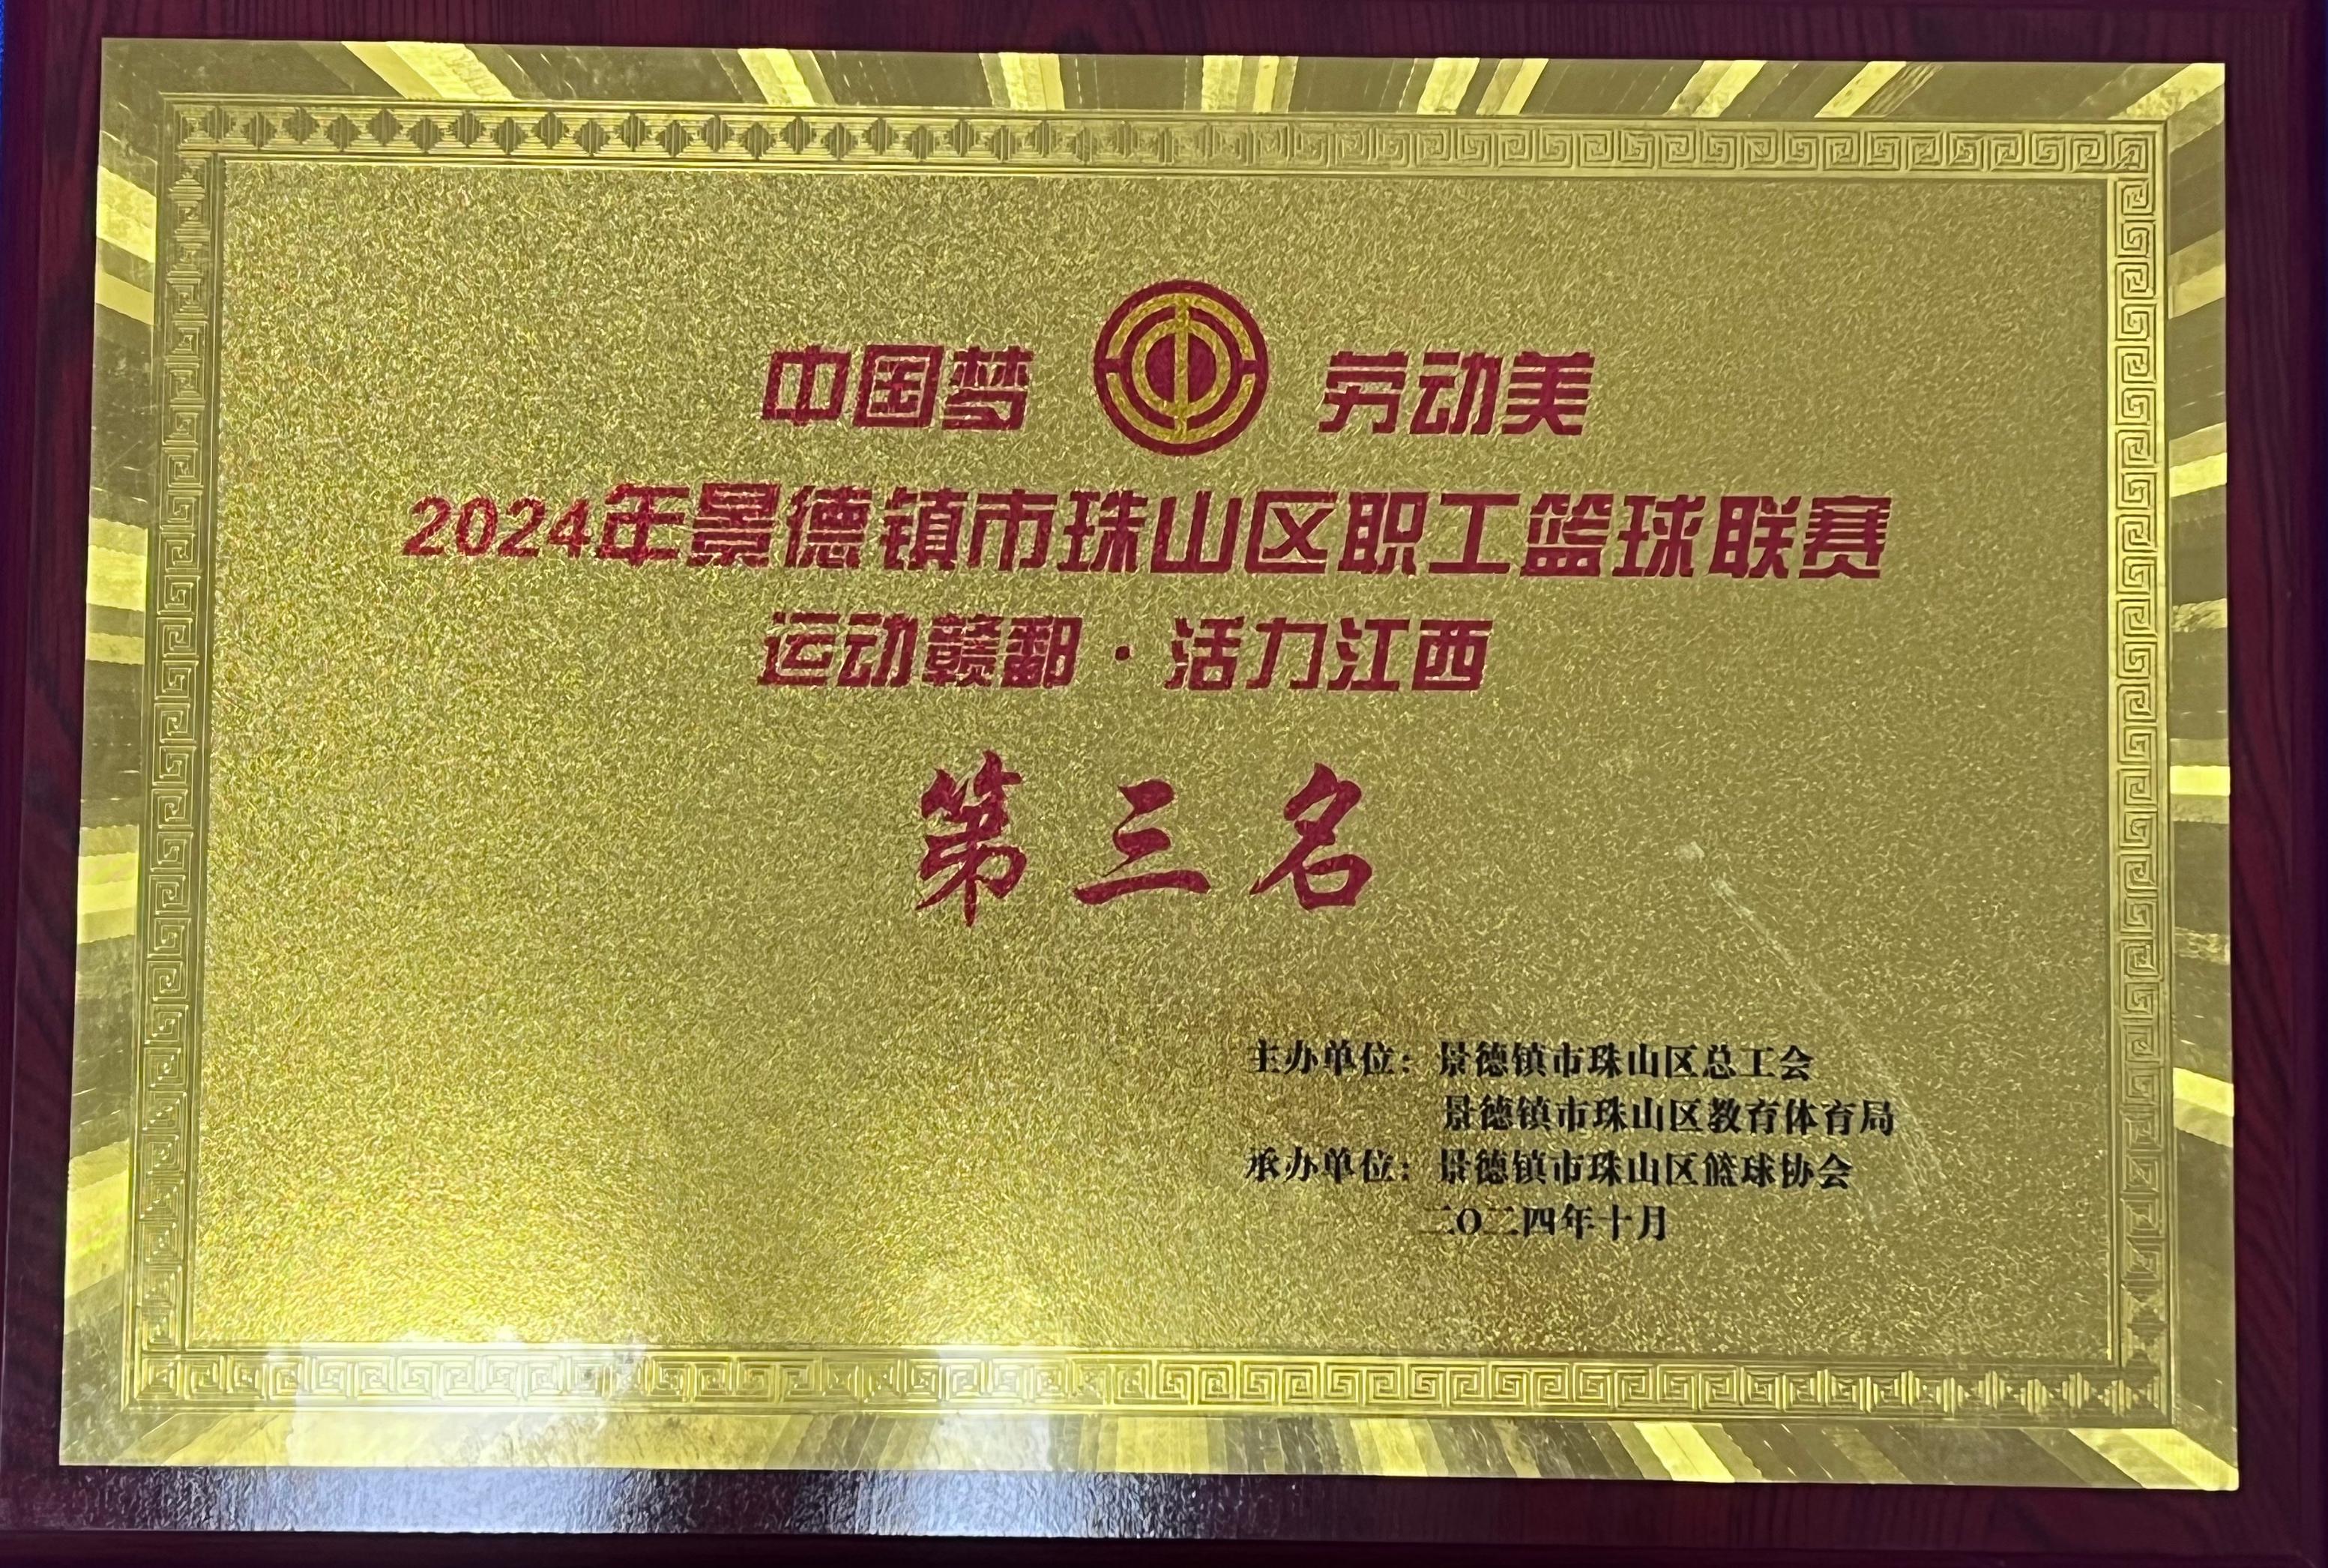 中国梦 劳动美
2024年景德镇市珠山区职工篮球联赛
运动赣鄱·活力江西
第三名
主办单位：景德镇市珠山区总工会
景德镇市珠山区教育体育局
承办单位：景德镇市珠山区篮球协会
二〇二四年十月